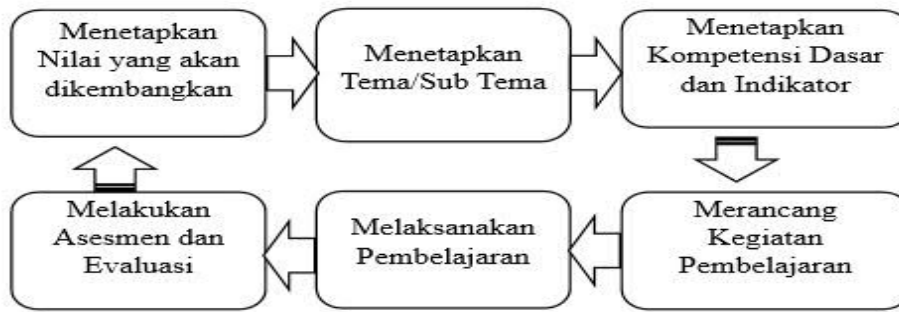 Menetapkan
Nilai yang akan
dikembangkan
Menetapkan
Tema/Sub Tema
Menetapkan
Kompetensi Dasar
dan Indikator
Melakukan
Asesmen dan
Evaluasi
Melaksanakan
Pembelajaran
Merancang
Kegiatan
Pembelajaran